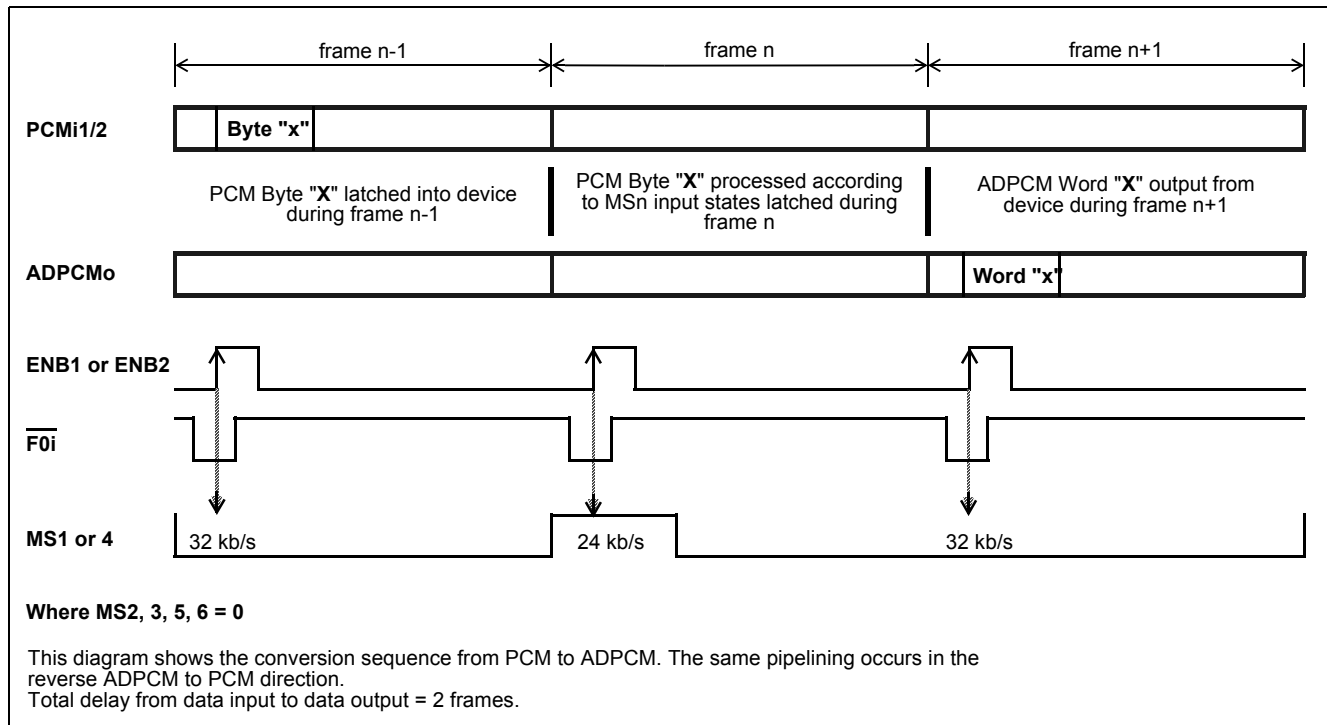 frame n-1 frame n frame n+1
PCMi1/2 Byte "x"
PCM Byte "X" latched into device
during frame n-1
PCM Byte "X" processed according
to MSn input states latched during
frame n
ADPCM Word "X" output from
device during frame n+1
ADPCMo Word "x"
ENB1 or ENB2
F0i
MS1 or 4 32 kb/s 24 kb/s 32 kb/s
Where MS2, 3, 5, 6 = 0
This diagram shows the conversion sequence from PCM to ADPCM. The same pipelining occurs in the
reverse ADPCM to PCM direction.
Total delay from data input to data output = 2 frames.